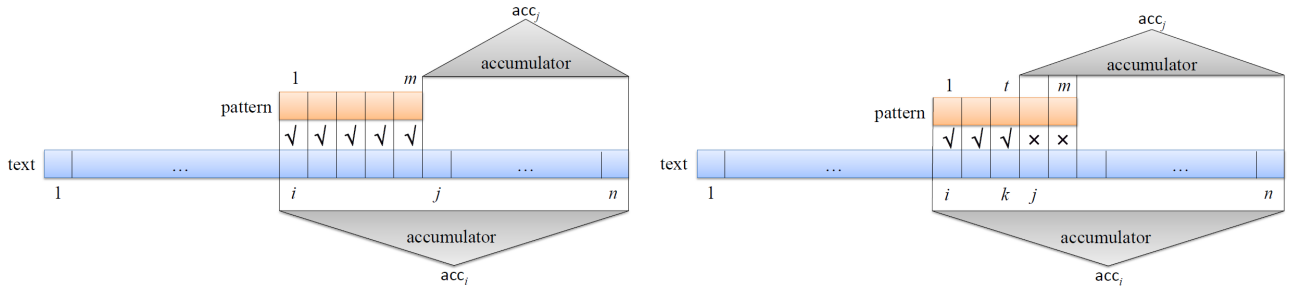 acc_j
accumulator
1 m
pattern
√ √ √ √ √
text ... ...
1 i j n
accumulator
acc_i
acc_j
accumulator
1 t m
pattern
√ √ √ × ×
text ... ...
1 i k j n
accumulator
acc_i